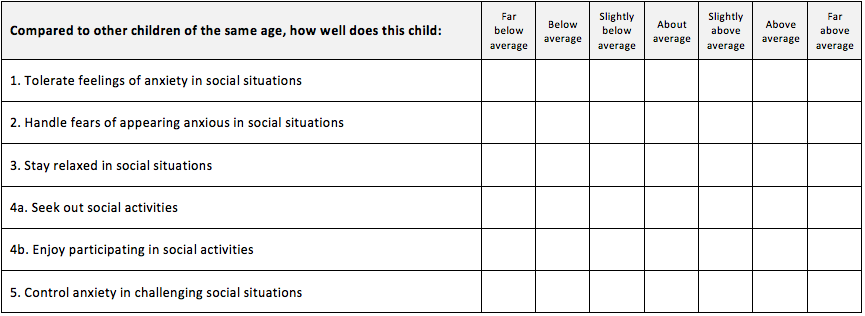 Compared to other children of the same age, how well does this child:
Far
below
average
Below
average
Slightly
below
average
About
average
Slightly
above
average
Above
average
Far
above
average
1. Tolerate feelings of anxiety in social situations
2. Handle fears of appearing anxious in social situations
3. Stay relaxed in social situations
4a. Seek out social activities
4b. Enjoy participating in social activities
5. Control anxiety in challenging social situations